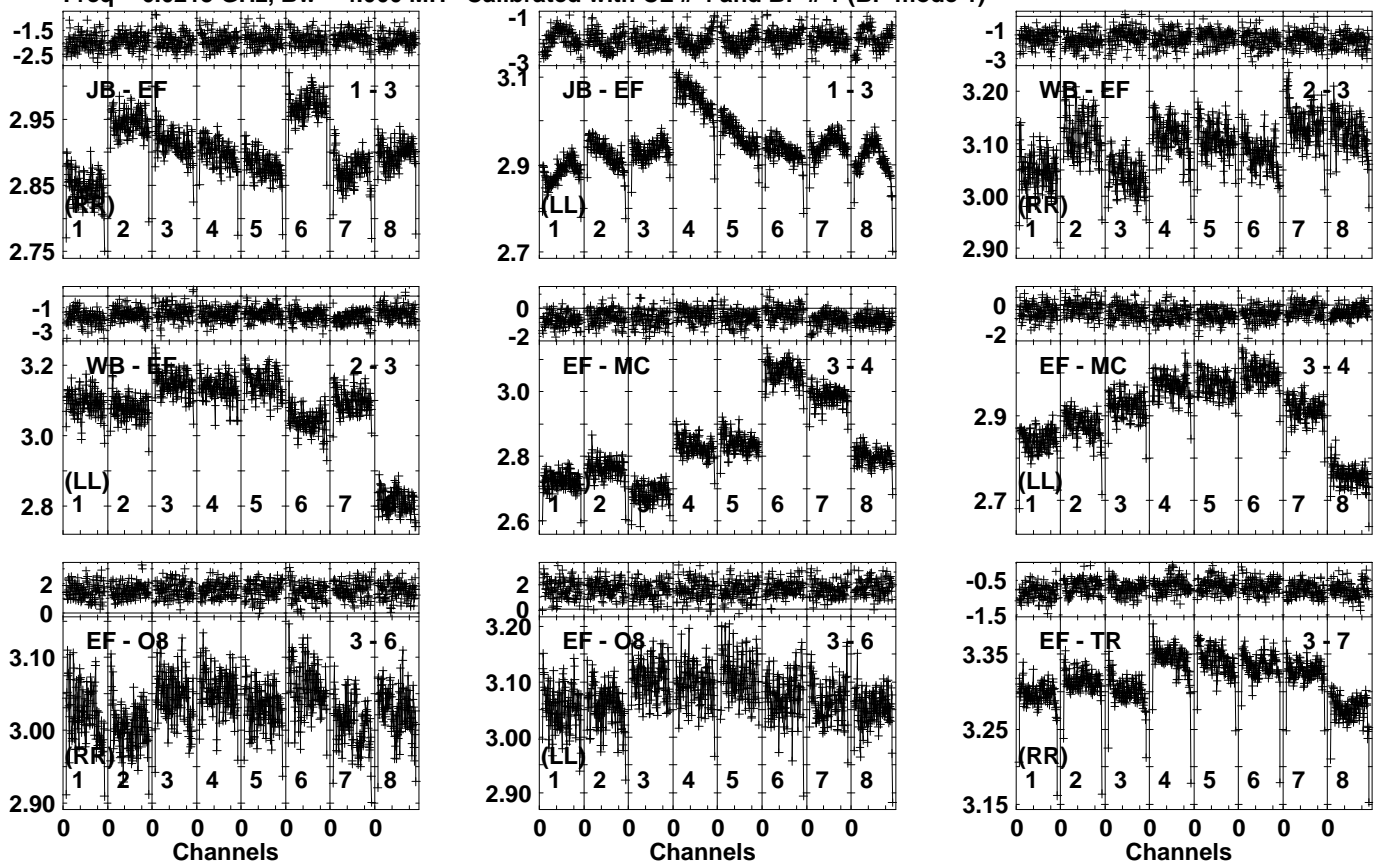 -1.5
-2.5
2.95
2.85
2.75
JB - EF
1 - 3
(RR)
1 2 3 4 5 6 7 8
-1
-3
3.1
2.9
2.7
JB - EF
1 - 3
(LL)
1 2 3 4 5 6 7 8
-1
-3
3.20
3.10
3.00
2.90
WB - EF
2 - 3
(RR)
1 2 3 4 5 6 7 8
-1
-3
3.2
3.0
2.8
WB - EF
2 - 3
(LL)
1 2 3 4 5 6 7 8
0
-2
3.0
2.8
2.6
EF - MC
3 - 4
1 2 3 4 5 6 7 8
0
-2
2.9
2.7
EF - MC
3 - 4
(LL)
1 2 3 4 5 6 7 8
2
0
3.10
3.00
2.90
EF - O8
3 - 6
(RR)
1 2 3 4 5 6 7 8
0 0 0 0 0 0 0 0
Channels
2
0
3.20
3.10
3.00
2.90
EF - O8
3 - 6
(LL)
1 2 3 4 5 6 7 8
0 0 0 0 0 0 0 0
Channels
-0.5
-1.5
3.35
3.25
3.15
EF - TR
3 - 7
(RR)
1 2 3 4 5 6 7 8
0 0 0 0 0 0 0 0
Channels